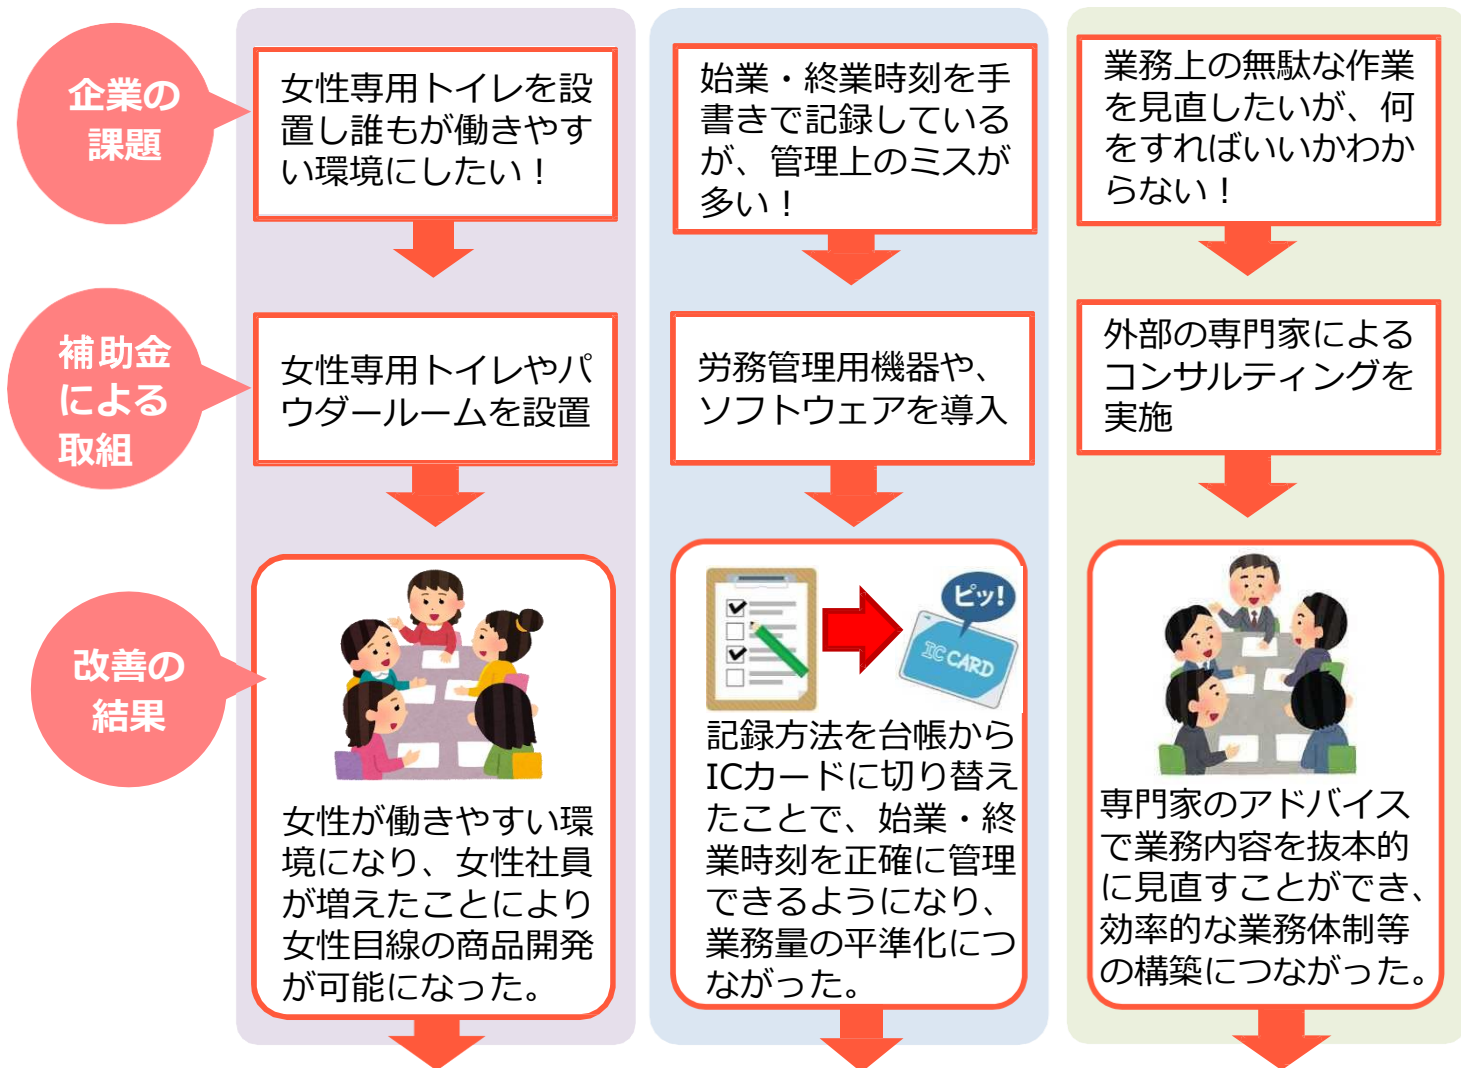 企業の
課題
女性専用トイレを設
置し誰もが働きやす
い環境にしたい！
始業・終業時刻を手
書きで記録している
が、管理上のミスが
多い！
業務上の無駄な作業
を見直したいが、何
をすればいいかわか
らない！
補助金
による
取組
女性専用トイレやパ
ウダールームを設置
労務管理用機器や、
ソフトウェアを導入
外部の専門家による
コンサルティングを
実施
改善の
結果
女性が働きやすい環
境になり、女性社員
が増えたことにより
女性目線の商品開発
が可能になった。
ピッ!
IC CARD
記録方法を台帳から
ICカードに切り替え
たことで、始業・終
業時刻を正確に管理
できるようになり、
業務量の平準化につ
ながった。
専門家のアドバイス
で業務内容を抜本的
に見直すことができ、
効率的な業務体制等
の構築につながった。